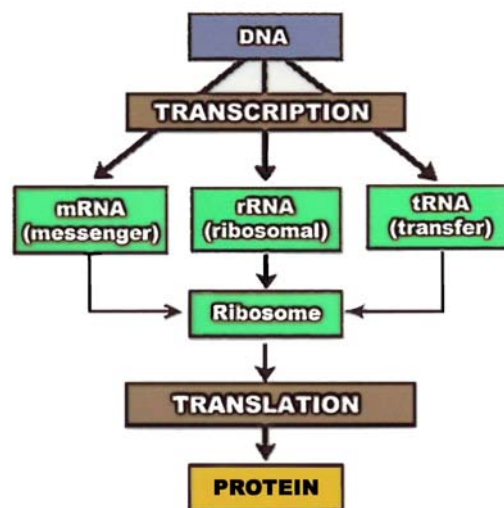 DNA
TRANSCRIPTION
mRNA
(messenger)
rRNA
(ribosomal)
tRNA
(transfer)
Ribosome
TRANSLATION
PROTEIN